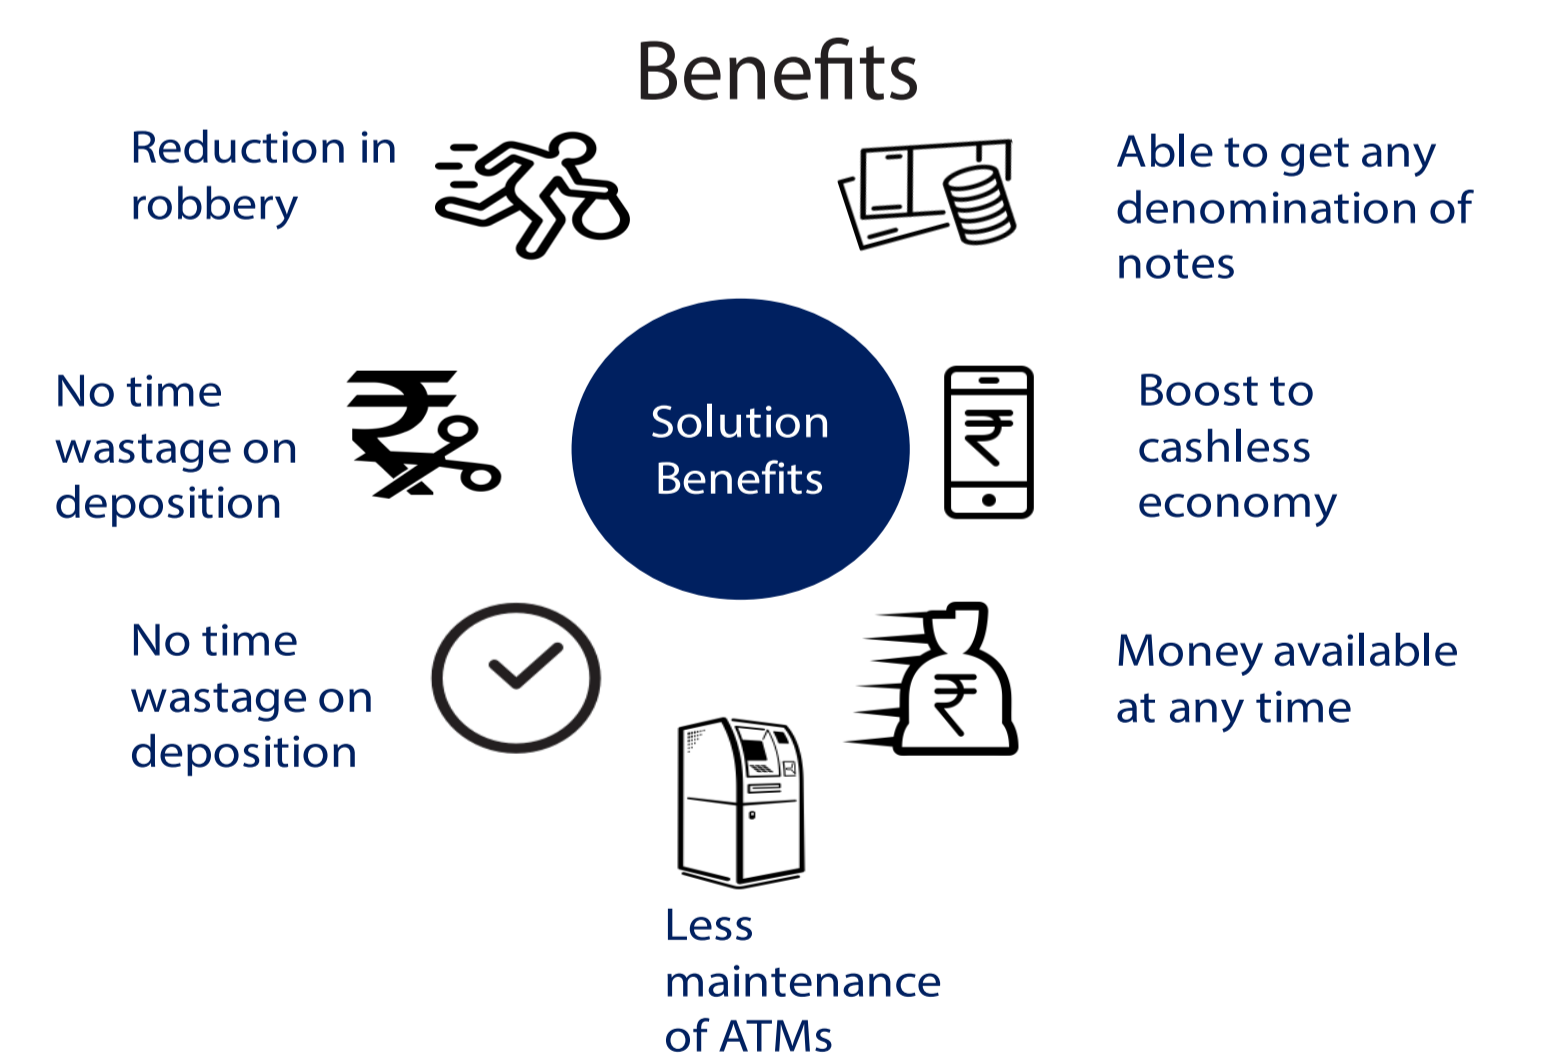 Benefits
Reduction in
robbery
Able to get any
denomination of
notes
No time
wastage on
deposition
₹
Solution
Benefits
₹
Boost to
cashless
economy
No time
wastage on
deposition
₹
Money available
at any time
Less
maintenance
of ATMs